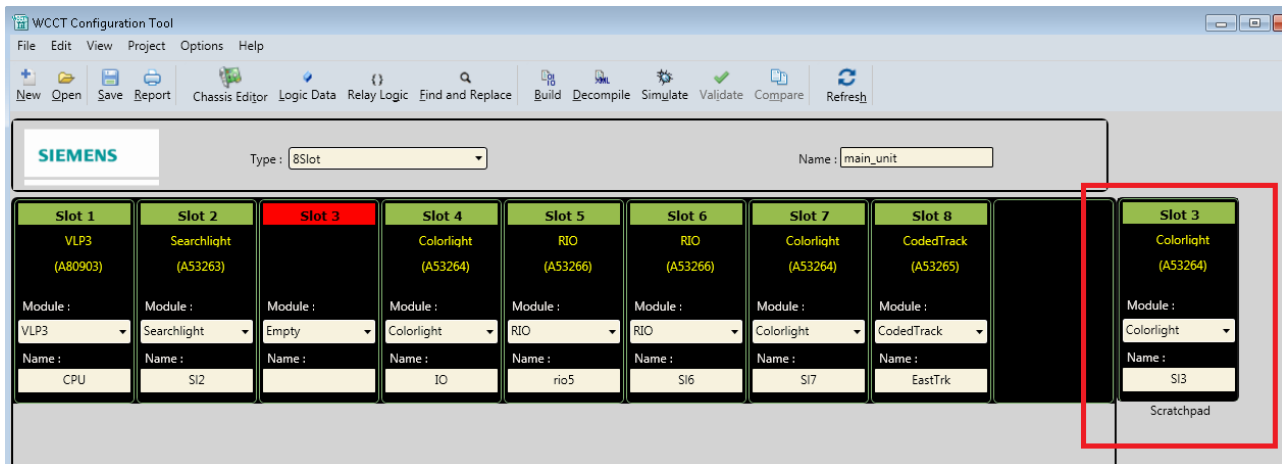 WCCT Configuration Tool
File Edit View Project Options Help
New Open Save Report Chassis Editor Logic Data Relay Logic Find and Replace Build Decompile Simulate Validate Compare Refresh
SIEMENS Type : 8Slot Name : main_unit
Slot 1 Slot 2 Slot 3 Slot 4 Slot 5 Slot 6 Slot 7 Slot 8 Slot 3
VLP3 Searchlight Colorlight RIO RIO Colorlight CodedTrack Colorlight
(A80903) (A53263) (A53264) (A53266) (A53266) (A53264) (A53265) (A53264)
Module : Module : Module : Module : Module : Module : Module : Module : Module :
VLP3 Searchlight Empty Colorlight RIO RIO Colorlight CodedTrack Colorlight
Name : Name : Name : Name : Name : Name : Name : Name : Name :
CPU SI2 IO rio5 SI6 SI7 EastTrk SI3
Scratchpad